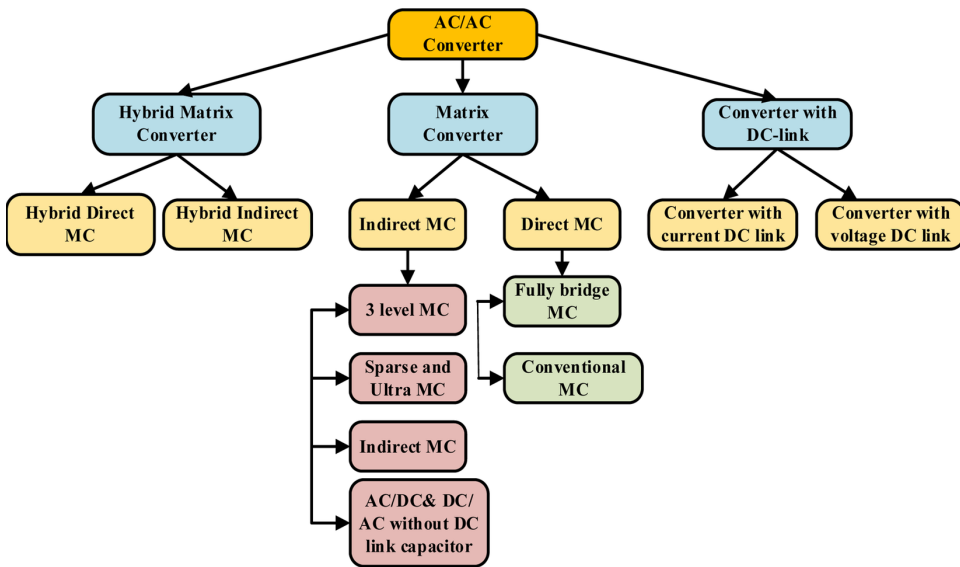 AC/AC
Converter
Hybrid Matrix
Converter
Matrix
Converter
Converter with
DC-link
Hybrid Direct
MC
Hybrid Indirect
MC
Indirect MC
Direct MC
Converter with
current DC link
Converter with
voltage DC link
3 level MC
Fully bridge
MC
Sparse and
Ultra MC
Conventional
MC
Indirect MC
AC/DC& DC/
AC without DC
link capacitor